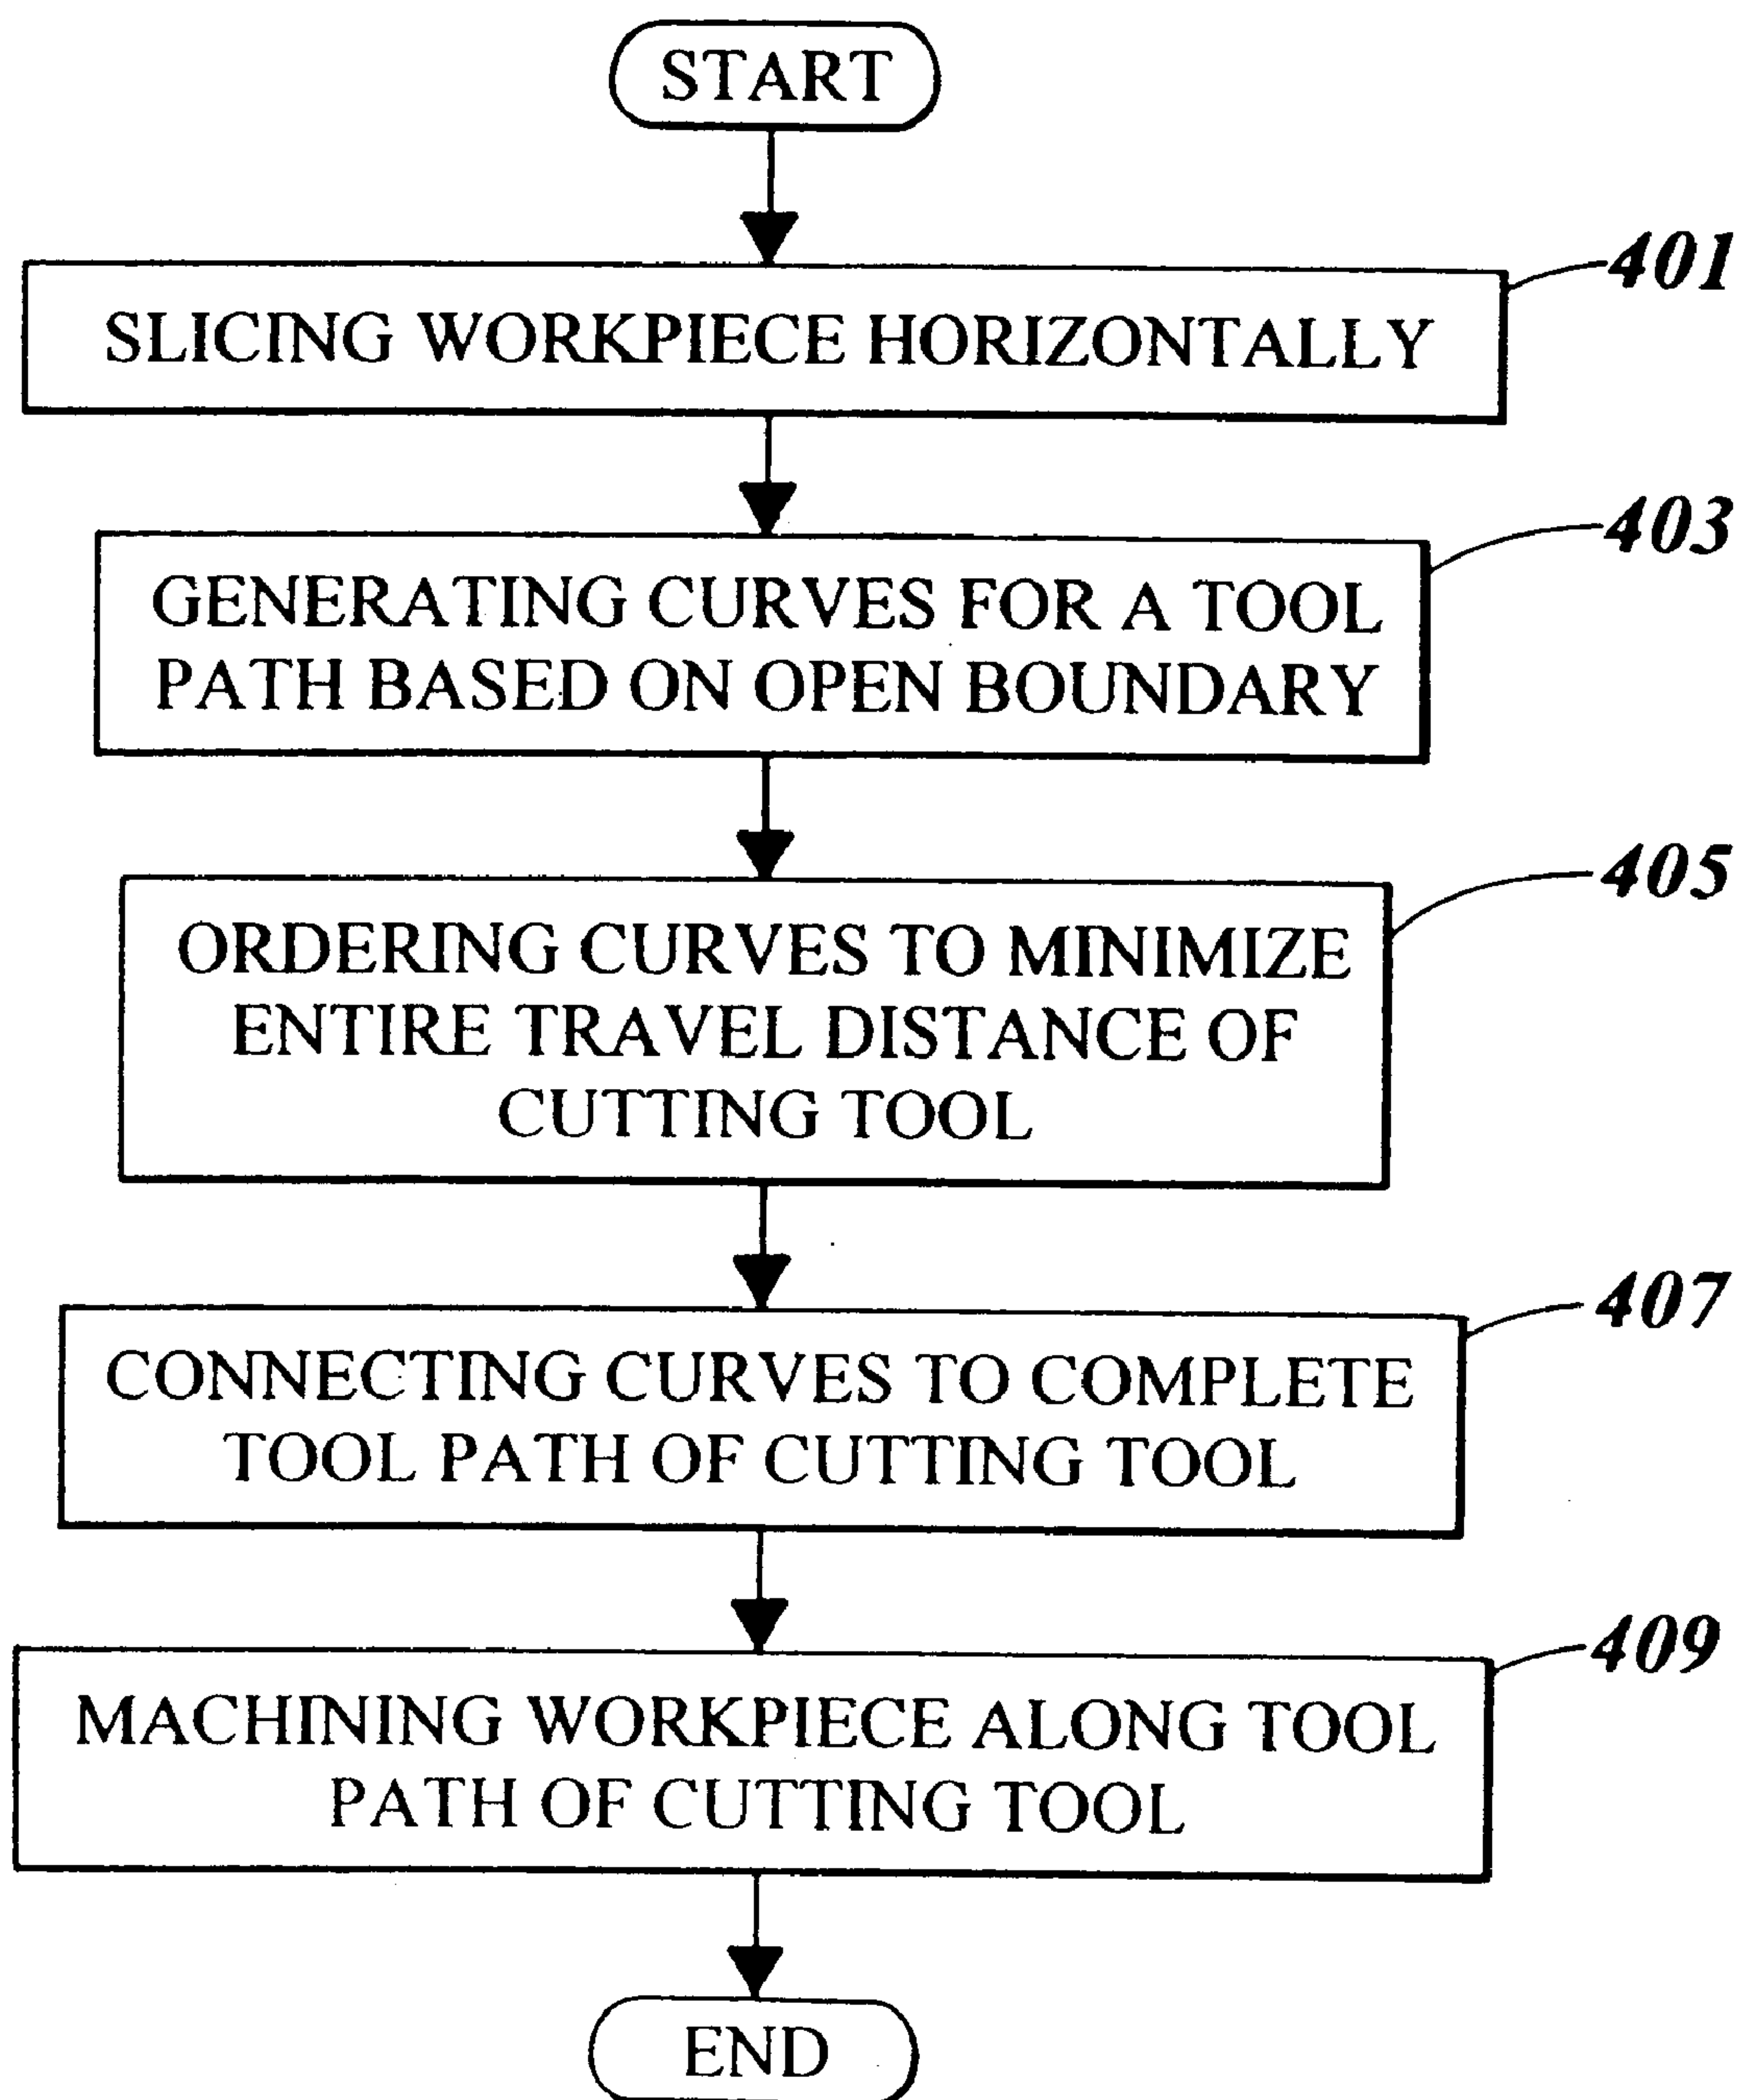 START
401
SLICING WORKPIECE HORIZONTALLY
403
GENERATING CURVES FOR A TOOL
PATH BASED ON OPEN BOUNDARY
405
ORDERING CURVES TO MINIMIZE
ENTIRE TRAVEL DISTANCE OF
CUTTING TOOL
407
CONNECTING CURVES TO COMPLETE
TOOL PATH OF CUTTING TOOL
409
MACHINING WORKPIECE ALONG TOOL
PATH OF CUTTING TOOL
END